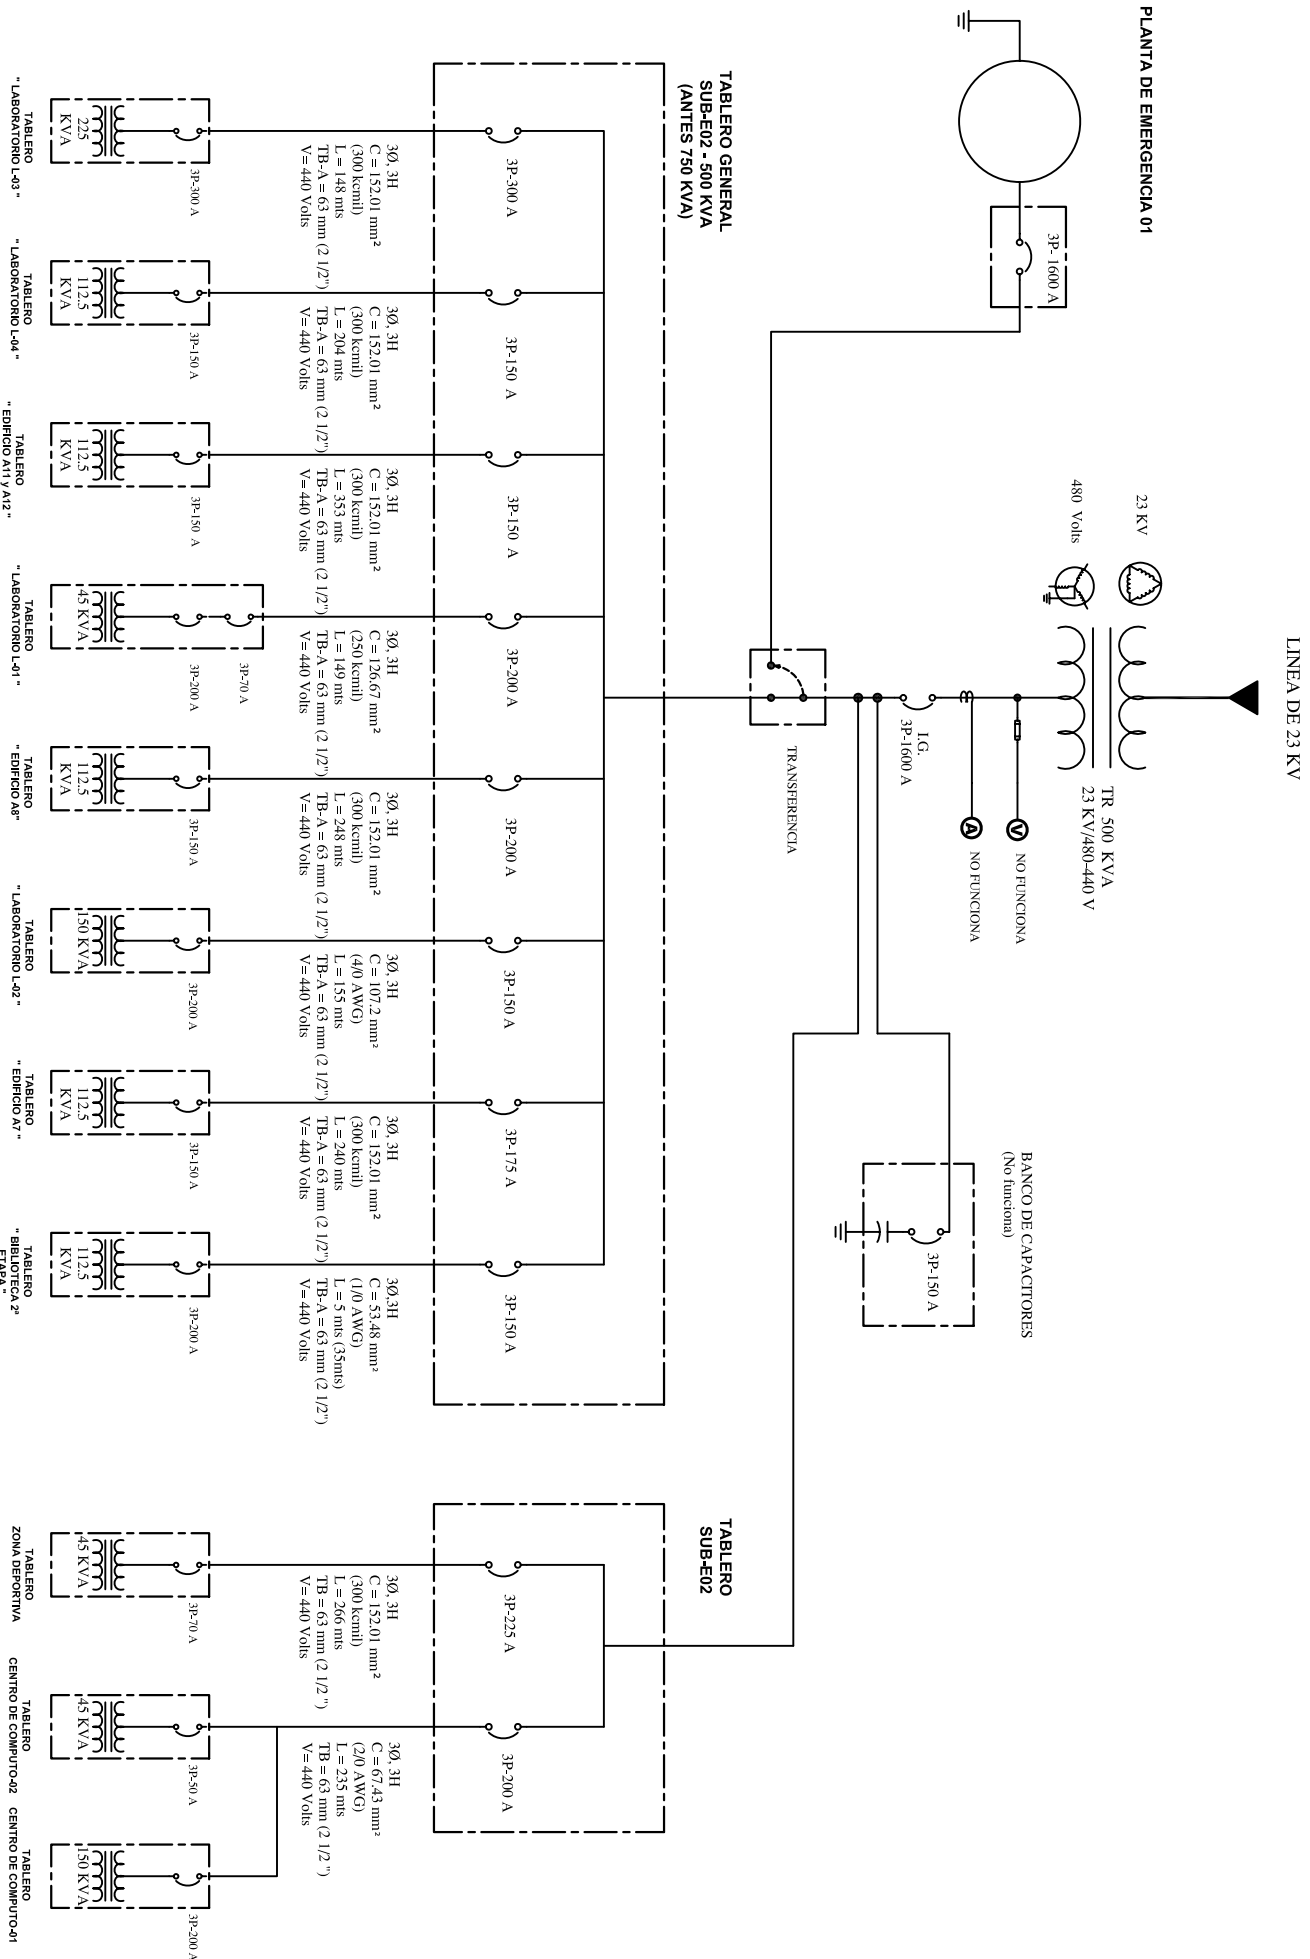 LINEA DE 23 KV
PLANTA DE EMERGENCIA 01
3P- 1600 A
23 KV
480 Volts
TR 500 KVA
23 KV/480-440 V
V
NO FUNCIONA
A
NO FUNCIONA
I.G.
3P-1600 A
TRANSFERENCIA
BANCO DE CAPACITORES
(No funciona)
3P-150 A
TABLERO GENERAL
SUB-E02 - 500 KVA
(ANTES 750 KVA)
3P-300 A
3P-150 A
3P-150 A
3P-200 A
3P-200 A
3P-150 A
3P-175 A
3P-150 A
TABLERO
SUB-E02
3P-225 A
3P-200 A
3Ø, 3H
C = 152.01 mm²
(300 kcmil)
L = 148 mts
TB-A = 63 mm (2 1/2")
V= 440 Volts
3Ø, 3H
C = 152.01 mm²
(300 kcmil)
L = 204 mts
TB-A = 63 mm (2 1/2")
V= 440 Volts
3Ø, 3H
C = 152.01 mm²
(300 kcmil)
L = 353 mts
TB-A = 63 mm (2 1/2")
V= 440 Volts
3Ø, 3H
C = 126.67 mm²
(250 kcmil)
L = 149 mts
TB-A = 63 mm (2 1/2")
V= 440 Volts
3Ø, 3H
C = 152.01 mm²
(300 kcmil)
L = 248 mts
TB-A = 63 mm (2 1/2")
V= 440 Volts
3Ø, 3H
C = 107.2 mm²
(4/0 AWG)
L = 155 mts
TB-A = 63 mm (2 1/2")
V= 440 Volts
3Ø, 3H
C = 152.01 mm²
(300 kcmil)
L = 240 mts
TB-A = 63 mm (2 1/2")
V= 440 Volts
3Ø,3H
C = 53.48 mm²
(1/0 AWG)
L = 5 mts (35mts)
TB-A = 63 mm (2 1/2")
V= 440 Volts
3Ø, 3H
C = 152.01 mm²
(300 kcmil)
L = 266 mts
TB = 63 mm (2 1/2 ")
V= 440 Volts
3Ø, 3H
C = 67.43 mm²
(2/0 AWG)
L = 235 mts
TB = 63 mm (2 1/2 ")
V= 440 Volts
3P-300 A
225
KVA
TABLERO
" LABORATORIO L-03 "
3P-150 A
112.5
KVA
TABLERO
" LABORATORIO L-04 "
3P-150 A
112.5
KVA
TABLERO
" EDIFICIO A11 y A12 "
3P-70 A
3P-200 A
45 KVA
TABLERO
" LABORATORIO L-01 "
3P-150 A
112.5
KVA
TABLERO
" EDIFICIO A8"
3P-200 A
150 KVA
TABLERO
" LABORATORIO L-02 "
3P-150 A
112.5
KVA
TABLERO
" EDIFICIO A7 "
3P-200 A
112.5
KVA
TABLERO
" BIBLIOTECA 2ª
ETAPA "
3P-70 A
45 KVA
TABLERO
ZONA DEPORTIVA
3P-50 A
45 KVA
TABLERO
CENTRO DE COMPUTO-02
3P-200 A
150 KVA
TABLERO
CENTRO DE COMPUTO-01